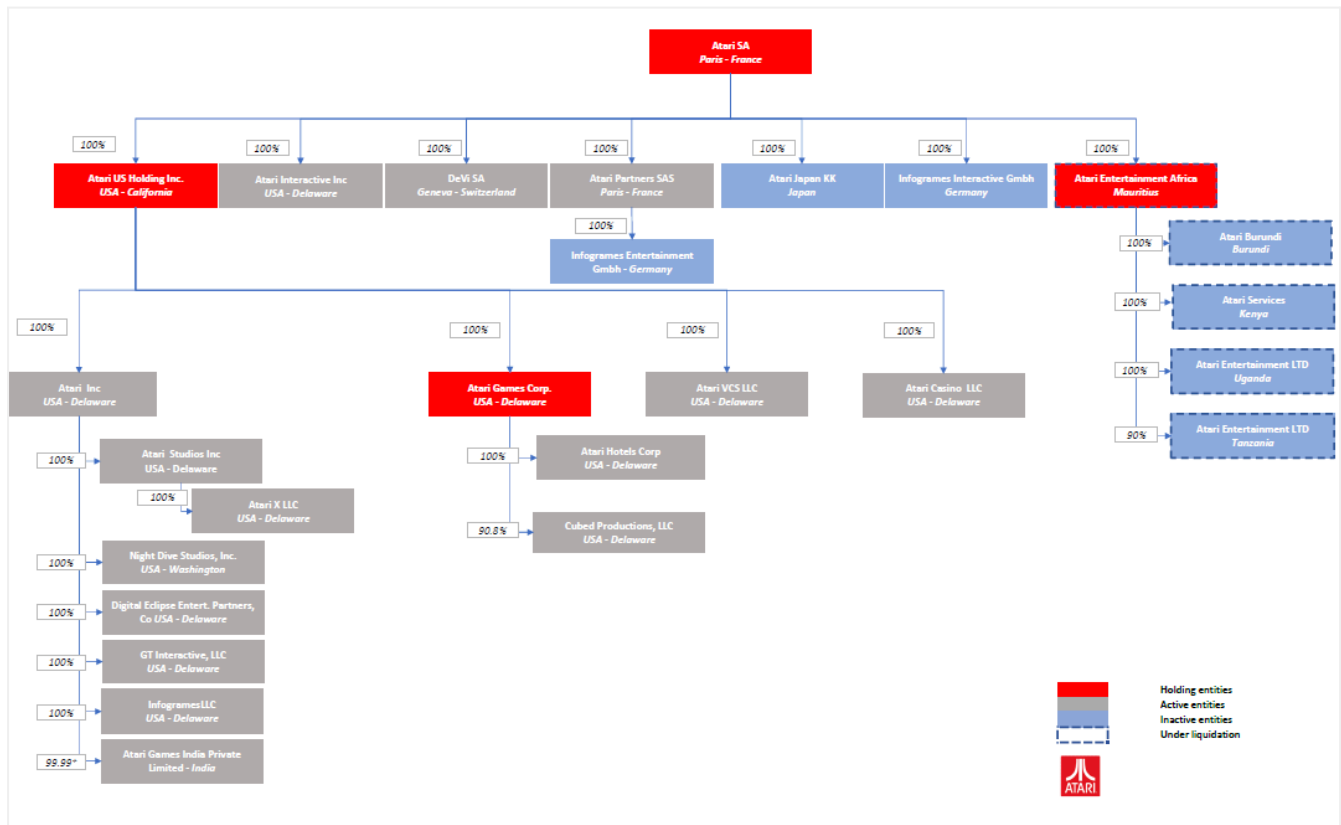 Atari SA
Paris - France
100%
100%
100%
100%
100%
100%
100%
Atari US Holding Inc.
USA - California
Atari Interactive Inc
USA - Delaware
DeVi SA
Geneva - Switzerland
Atari Partners SAS
Paris - France
Atari Japan KK
Japan
Infogrames Interactive Gmbh
Germany
Atari Entertainment Africa
Mauritius
100%
Infogrames Entertainment
Gmbh - Germany
100%
Atari Burundi
Burundi
100%
Atari Services
Kenya
100%
Atari Entertainment LTD
Uganda
90%
Atari Entertainment LTD
Tanzania
100%
100%
100%
100%
Atari Inc
USA - Delaware
Atari Games Corp.
USA - Delaware
Atari VCS LLC
USA - Delaware
Atari Casino LLC
USA - Delaware
100%
Atari Studios Inc
USA - Delaware
100%
Atari X LLC
USA - Delaware
100%
Night Dive Studios, Inc.
USA - Washington
100%
Digital Eclipse Entert. Partners,
Co USA - Delaware
100%
GT Interactive, LLC
USA - Delaware
100%
InfogramesLLC
USA - Delaware
99.99*
Atari Games India Private
Limited - India
100%
Atari Hotels Corp
USA - Delaware
90.8%
Cubed Productions, LLC
USA - Delaware
Holding entities
Active entities
Inactive entities
Under liquidation
ATARI